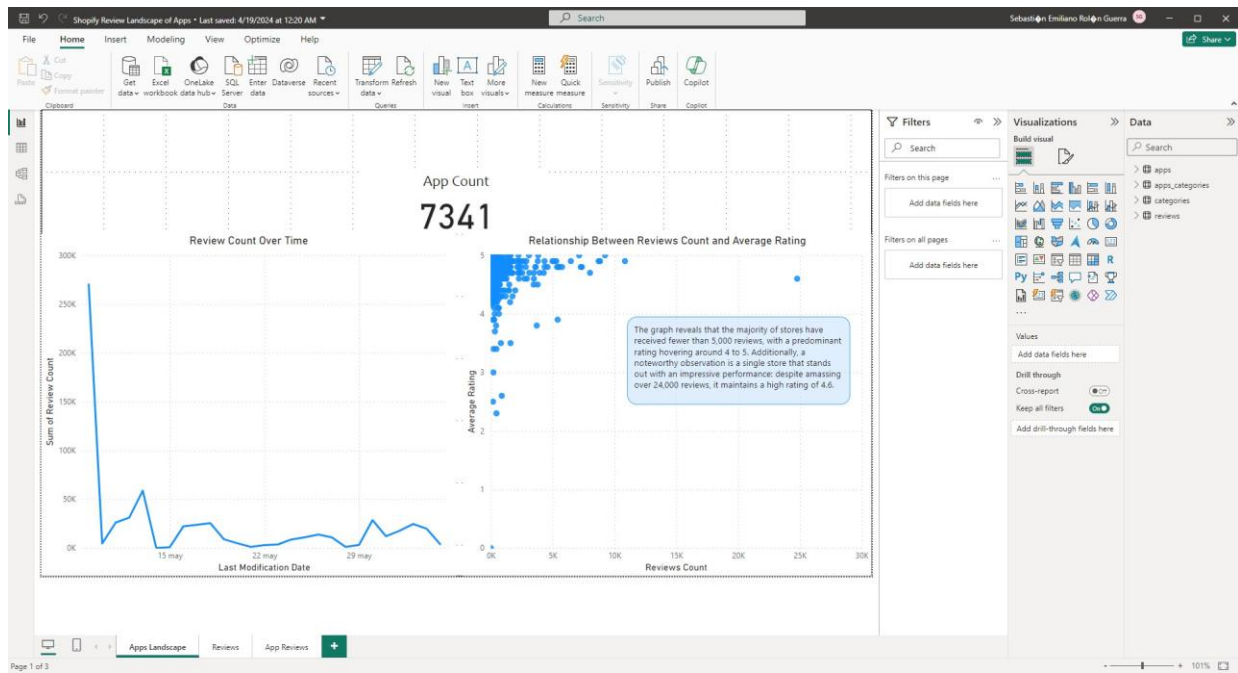 Shopify Review Landscape of Apps • Last saved: 4/19/2024 at 12:20 AM
Search
Sebasti�n Emiliano Rol�n Guerra
SG
File Home Insert Modeling View Optimize Help
Share
Paste
Cut
Copy
Format painter
Get data
Excel workbook
OneLake data hub
SQL Server
Enter data
Dataverse
Recent sources
Transform data
Refresh
New visual
Text box
More visuals
New measure
Quick measure
Sensitivity
Publish
Copilot
Clipboard Data Queries Insert Calculations Sensitivity Share Copilot
App Count
7341
Review Count Over Time
300K
250K
200K
150K
100K
50K
0K
Sum of Review Count
15 may 22 may 29 may
Last Modification Date
Relationship Between Reviews Count and Average Rating
5
4
3
2
1
0
Average Rating
0K 5K 10K 15K 20K 25K 30K
Reviews Count
The graph reveals that the majority of stores have
received fewer than 5,000 reviews, with a predominant
rating hovering around 4 to 5. Additionally, a
noteworthy observation is a single store that stands
out with an impressive performance: despite amassing
over 24,000 reviews, it maintains a high rating of 4.6.
Filters
Search
Filters on this page
Add data fields here
Filters on all pages
Add data fields here
Visualizations
Build visual
R
Py
Values
Add data fields here
Drill through
Cross-report
Off
Keep all filters
On
Add drill-through fields here
Data
Search
apps
apps_categories
categories
reviews
Apps Landscape Reviews App Reviews
Page 1 of 3
101%